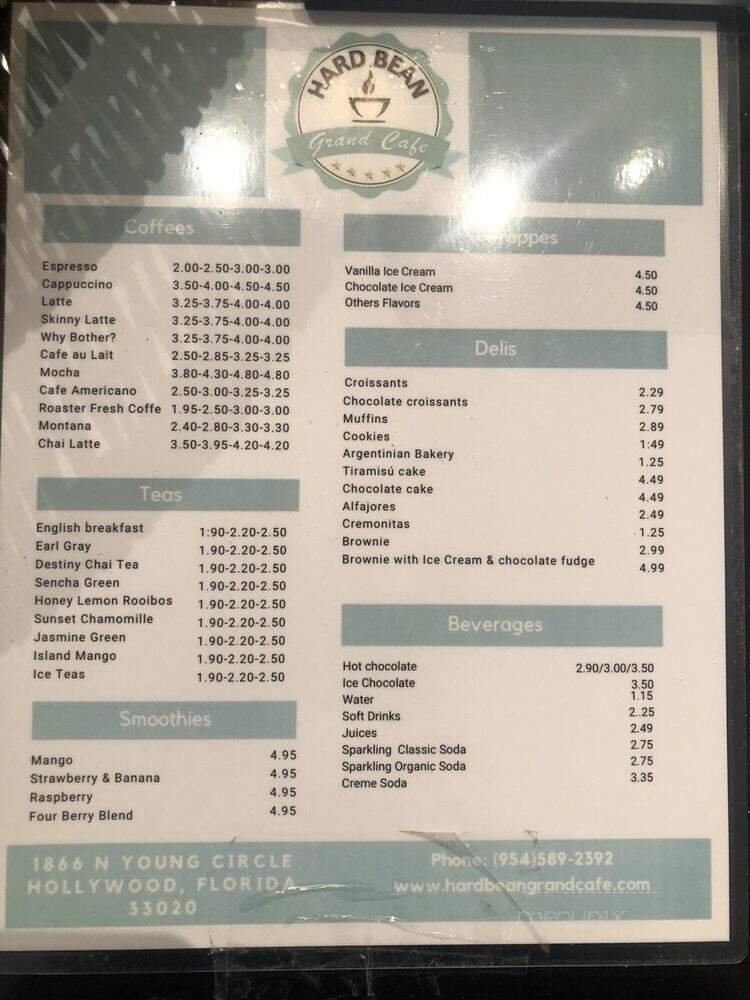 HARD BEAN
Grand Cafe
Coffees
Espresso 2.00-2.50-3.00-3.00
Cappuccino 3.50-4.00-4.50-4.50
Latte 3.25-3.75-4.00-4.00
Skinny Latte 3.25-3.75-4.00-4.00
Why Bother? 3.25-3.75-4.00-4.00
Cafe au Lait 2.50-2.85-3.25-3.25
Mocha 3.80-4.30-4.80-4.80
Cafe Americano 2.50-3.00-3.25-3.25
Roaster Fresh Coffe 1.95-2.50-3.00-3.00
Montana 2.40-2.80-3.30-3.30
Chai Latte 3.50-3.95-4.20-4.20
Teas
English breakfast 1:90-2.20-2.50
Earl Gray 1.90-2.20-2.50
Destiny Chai Tea 1.90-2.20-2.50
Sencha Green 1.90-2.20-2.50
Honey Lemon Rooibos 1.90-2.20-2.50
Sunset Chamomille 1.90-2.20-2.50
Jasmine Green 1.90-2.20-2.50
Island Mango 1.90-2.20-2.50
Ice Teas 1.90-2.20-2.50
Smoothies
Mango 4.95
Strawberry & Banana 4.95
Raspberry 4.95
Four Berry Blend 4.95
Vanilla Ice Cream 4.50
Chocolate Ice Cream 4.50
Others Flavors 4.50
Delis
Croissants 2.29
Chocolate croissants 2.79
Muffins 2.89
Cookies 1:49
Argentinian Bakery 1.25
Tiramisú cake 4.49
Chocolate cake 4.49
Alfajores 2.49
Cremonitas 1.25
Brownie 2.99
Brownie with Ice Cream & chocolate fudge 4.99
Beverages
Hot chocolate 2.90/3.00/3.50
Ice Chocolate 3.50
Water 1.15
Soft Drinks 2..25
Juices 2.49
Sparkling Classic Soda 2.75
Sparkling Organic Soda 2.75
Creme Soda 3.35
1866 N YOUNG CIRCLE
HOLLYWOOD, FLORIDA
33020
Phone: (954)589-2392
www.hardbeangrandcafe.com
menupix